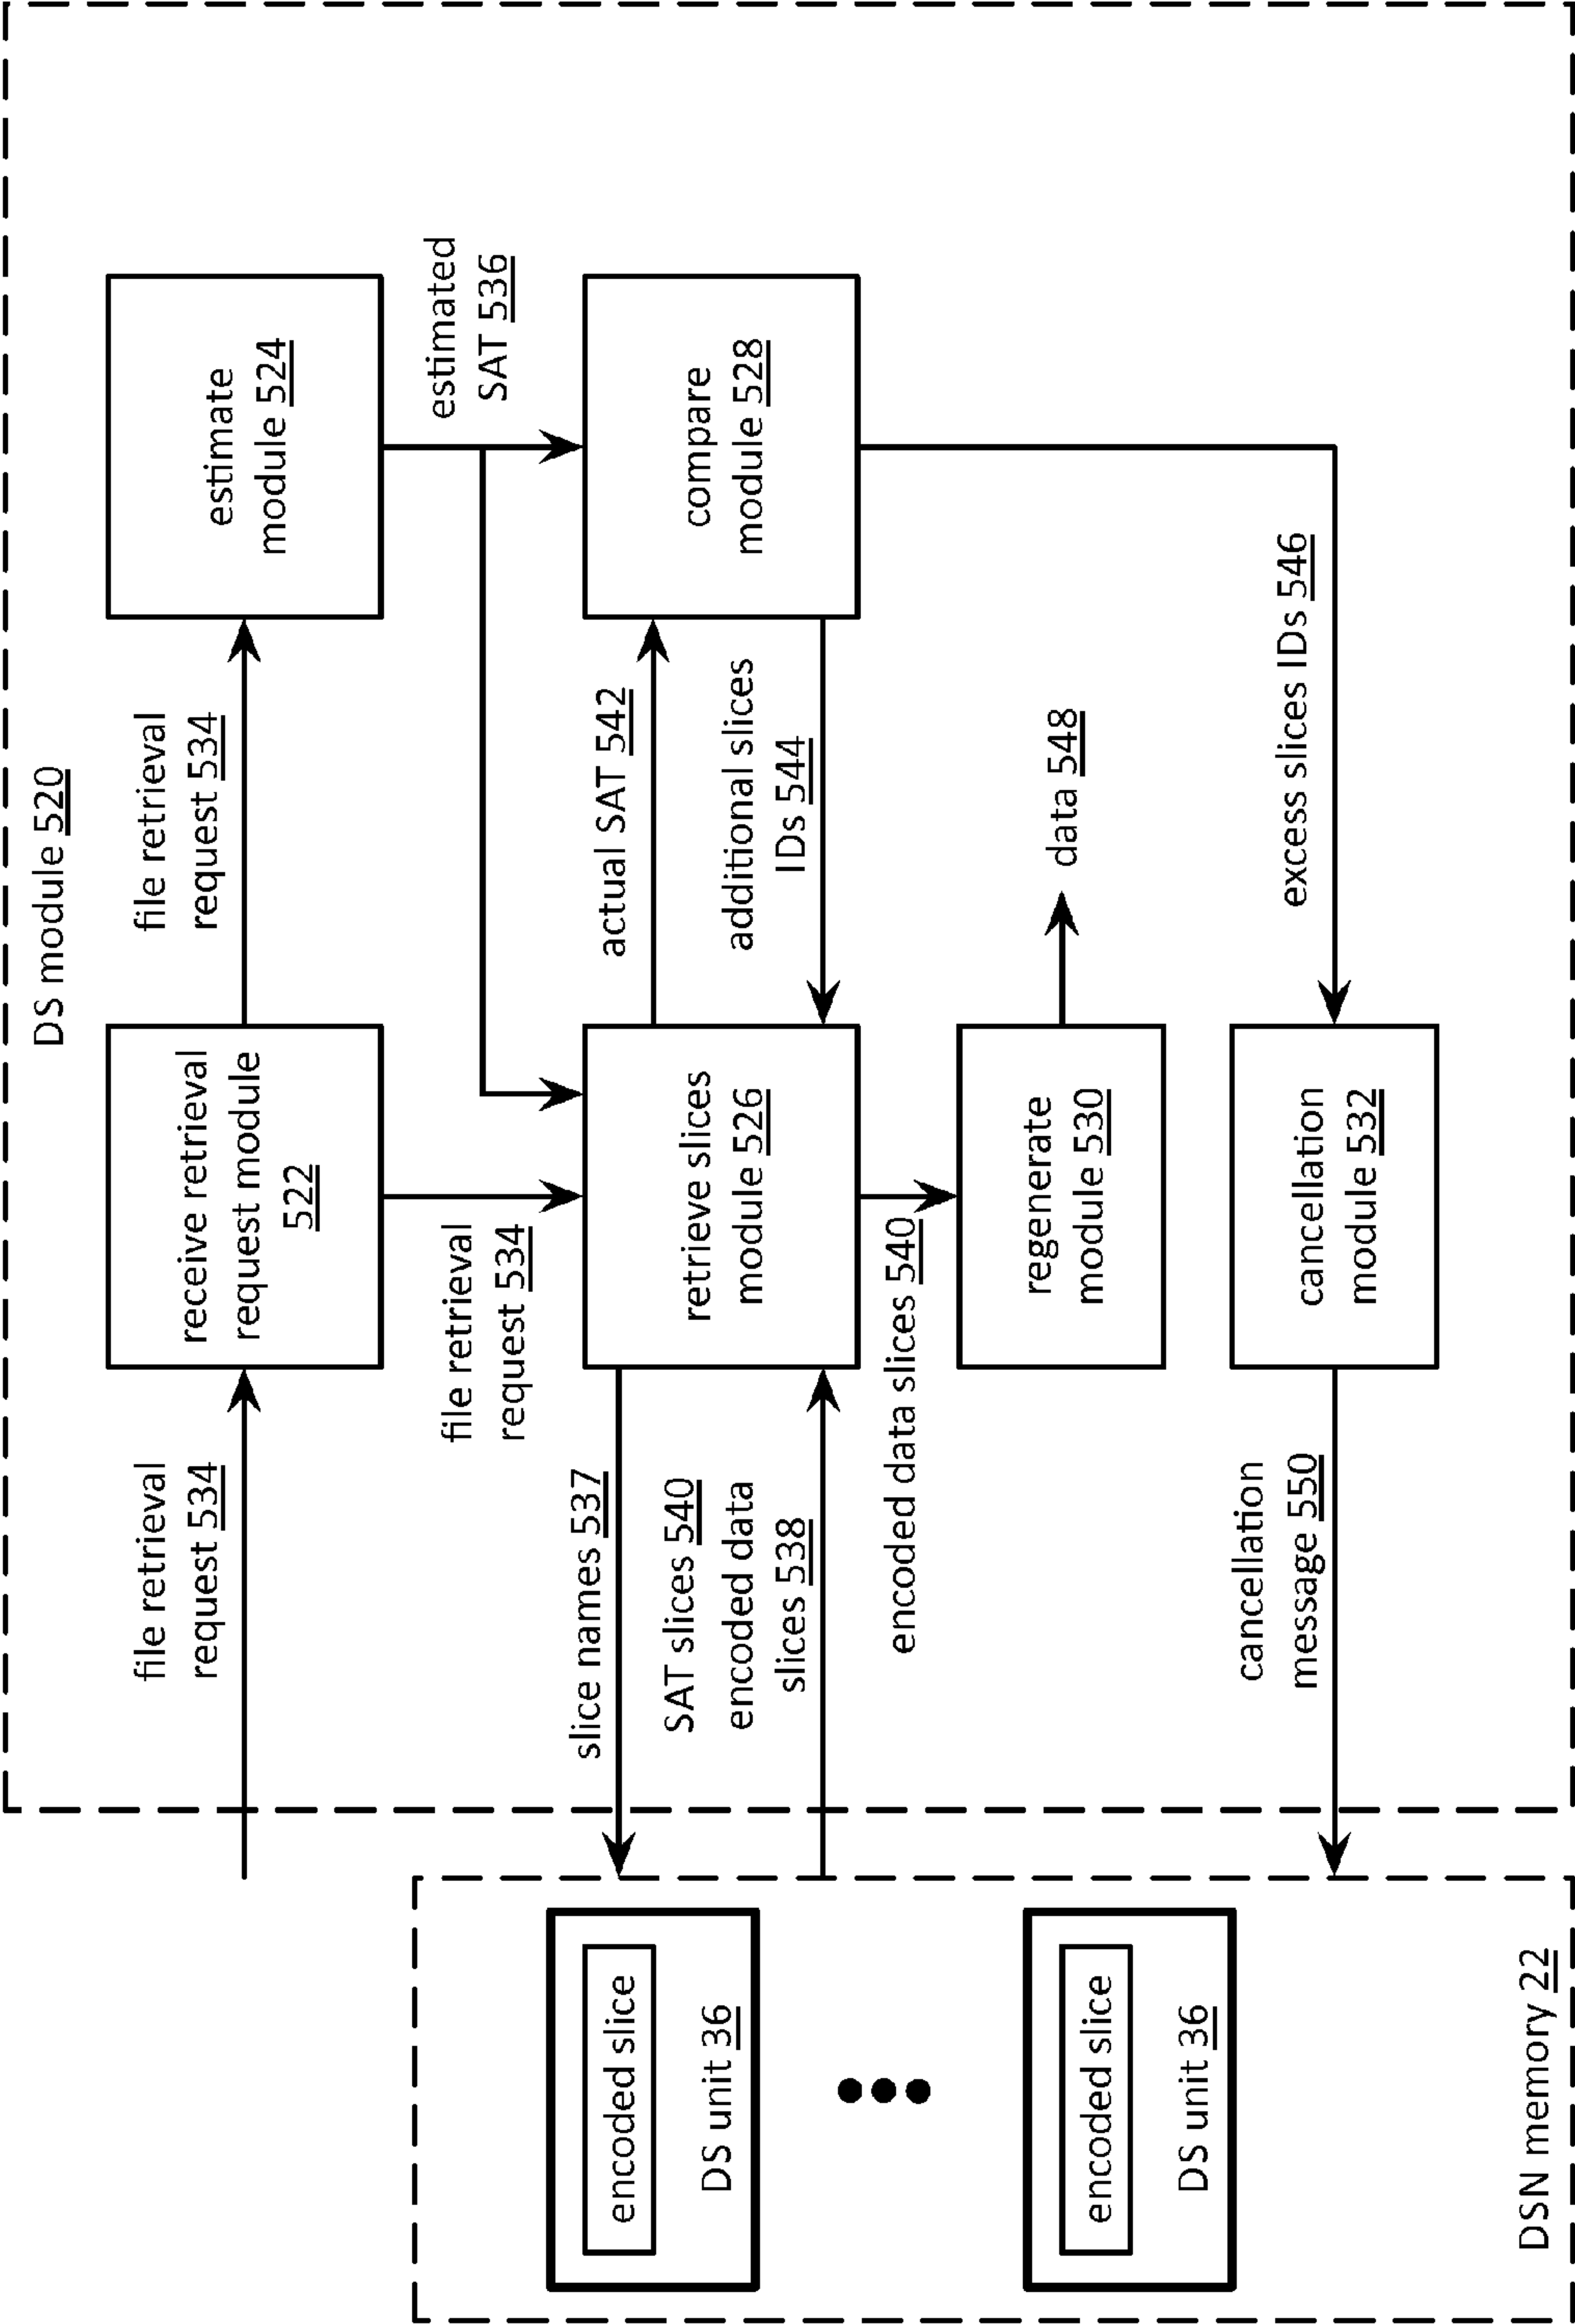 DS module 520
file retrieval
request 534
receive retrieval
request module
522
file retrieval
request 534
estimate
module 524
file retrieval
request 534
estimated
SAT 536
slice names 537
SAT slices 540
encoded data
slices 538
retrieve slices
module 526
actual SAT 542
additional slices
IDs 544
compare
module 528
encoded data slices 540
regenerate
module 530
data 548
cancellation
message 550
cancellation
module 532
excess slices IDs 546
encoded slice
DS unit 36
encoded slice
DS unit 36
DSN memory 22